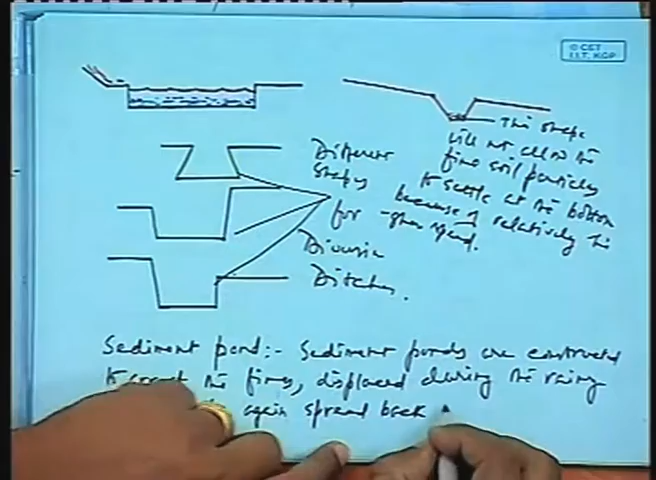 © CET
I.I.T. KGP
This shape
will not allow the
fine soil particles
to settle at the bottom
because of relatively
flow speed.
Different
Shapes
for
Diversion
Ditches.
Sediment pond:- Sediment ponds are constructed
to arrest the fines, displaced during the rainy
again spread back